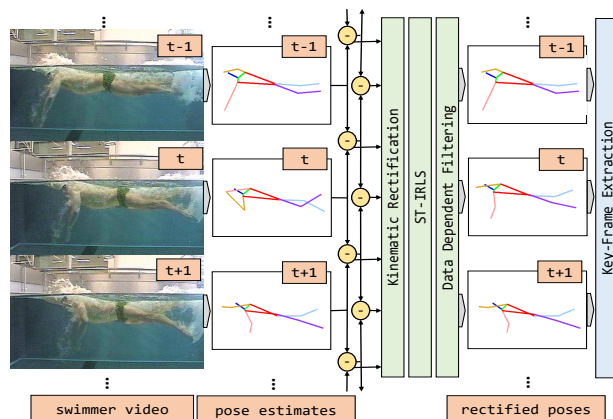 ...
...
...
t-1
t-1
t-1
-
-
-
t
t
t
-
-
t+1
t+1
t+1
-
-
Kinematic Rectification
ST-IRLS
Data Dependent Filtering
Key-Frame Extraction
...
...
...
swimmer video
pose estimates
rectified poses